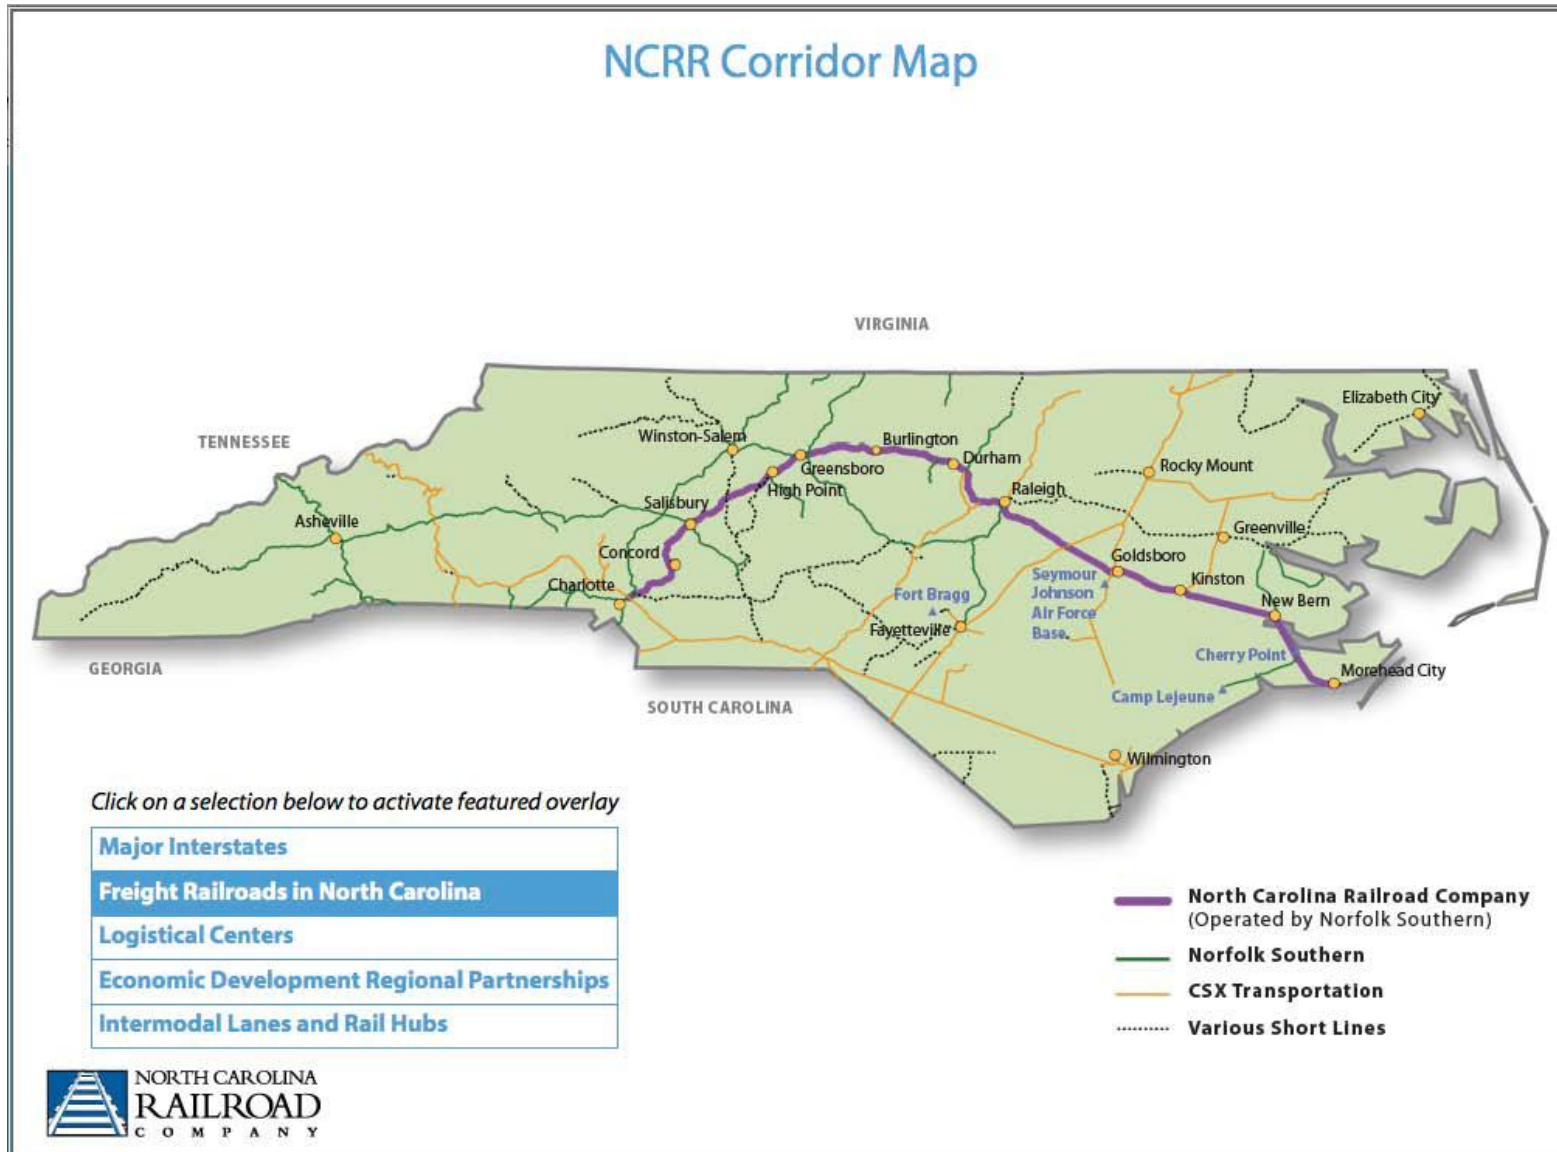 NCRR Corridor Map
VIRGINIA
Elizabeth City
TENNESSEE
Winston-Salem
Burlington
Greensboro
Durham
Rocky Mount
High Point
Raleigh
Salisbury
Asheville
Greenville
Concord
Goldsboro
Charlotte
Seymour
Johnson
Air Force
Base
Kinston
Fort Bragg
New Bern
Fayetteville
Cherry Point
GEORGIA
Morehead City
Camp Lejeune
SOUTH CAROLINA
Wilmington
Click on a selection below to activate featured overlay
Major Interstates
Freight Railroads in North Carolina
Logistical Centers
Economic Development Regional Partnerships
Intermodal Lanes and Rail Hubs
North Carolina Railroad Company
(Operated by Norfolk Southern)
Norfolk Southern
CSX Transportation
Various Short Lines
NORTH CAROLINA
RAILROAD
COMPANY